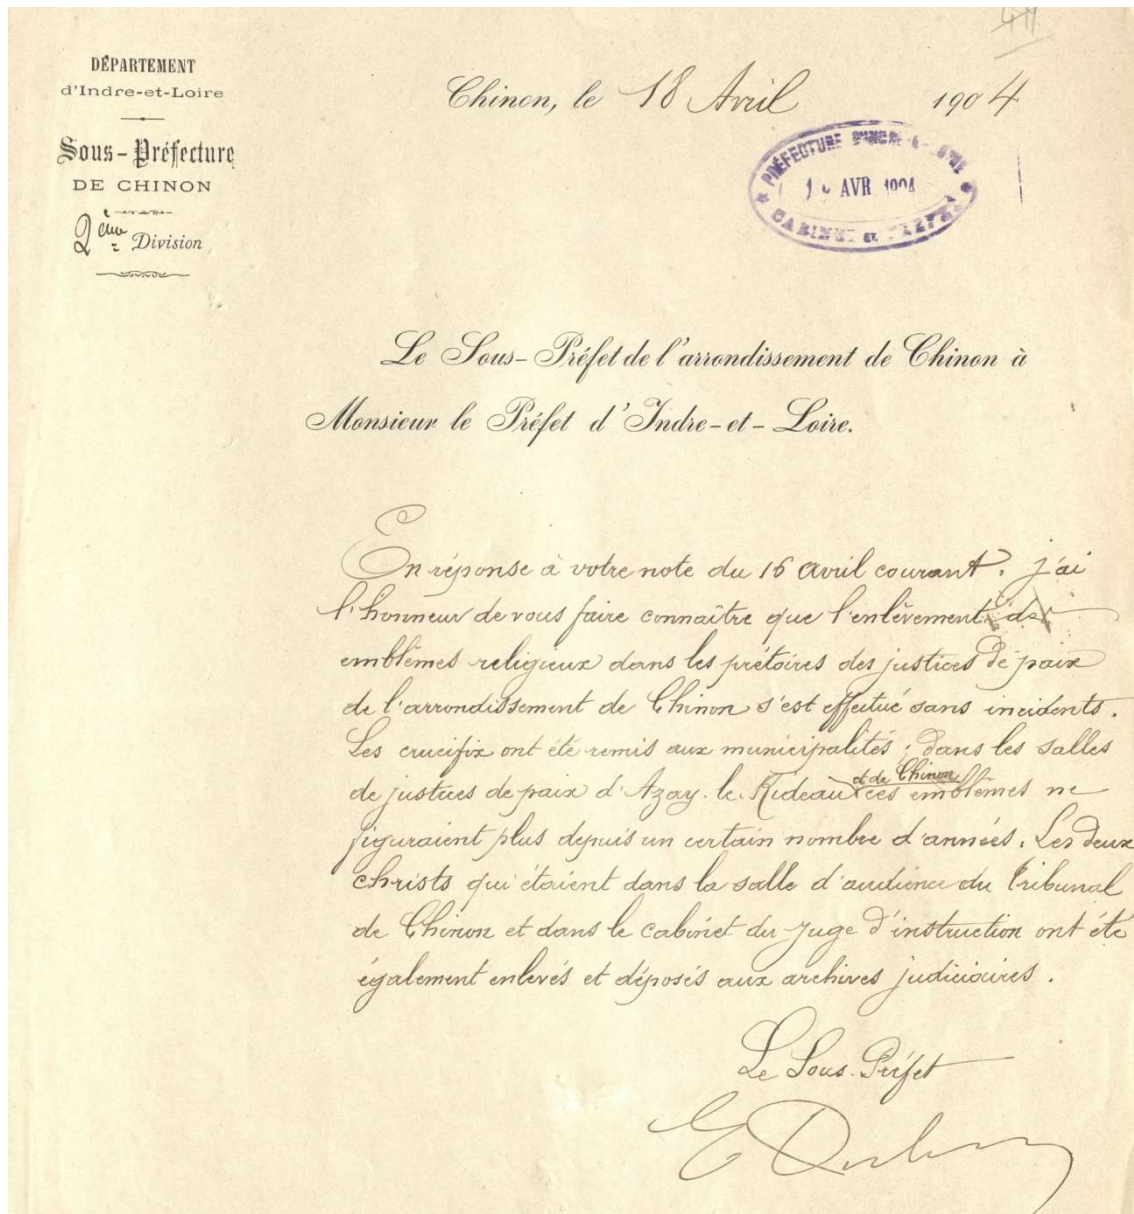 DÉPARTEMENT
d'Indre-et-Loire
Sous-Préfecture
DE CHINON
2ème Division
Chinon, le 18 Avril 1904
PRÉFECTURE D'INDRE-&-LOIRE
AVR 1904
CABINET DU PRÉFET
Le Sous-Préfet de l'arrondissement de Chinon à
Monsieur le Préfet d'Indre-et-Loire.
En réponse à votre note du 16 avril courant, j'ai
l'honneur de vous faire connaître que l'enlèvement des
emblêmes religieux dans les prétoires des justices de paix
de l'arrondissement de Chinon s'est effectué sans incidents.
Les crucifix ont été remis aux municipalités ; dans les salles
de justices de paix d'Azay-le-Rideau et de Chinon ces emblêmes ne
figuraient plus depuis un certain nombre d'années. Les deux
christs qui étaient dans la salle d'audience du Tribunal
de Chinon et dans le cabinet du juge d'instruction ont été
également enlevés et déposés aux archives judiciaires.
Le Sous-Préfet